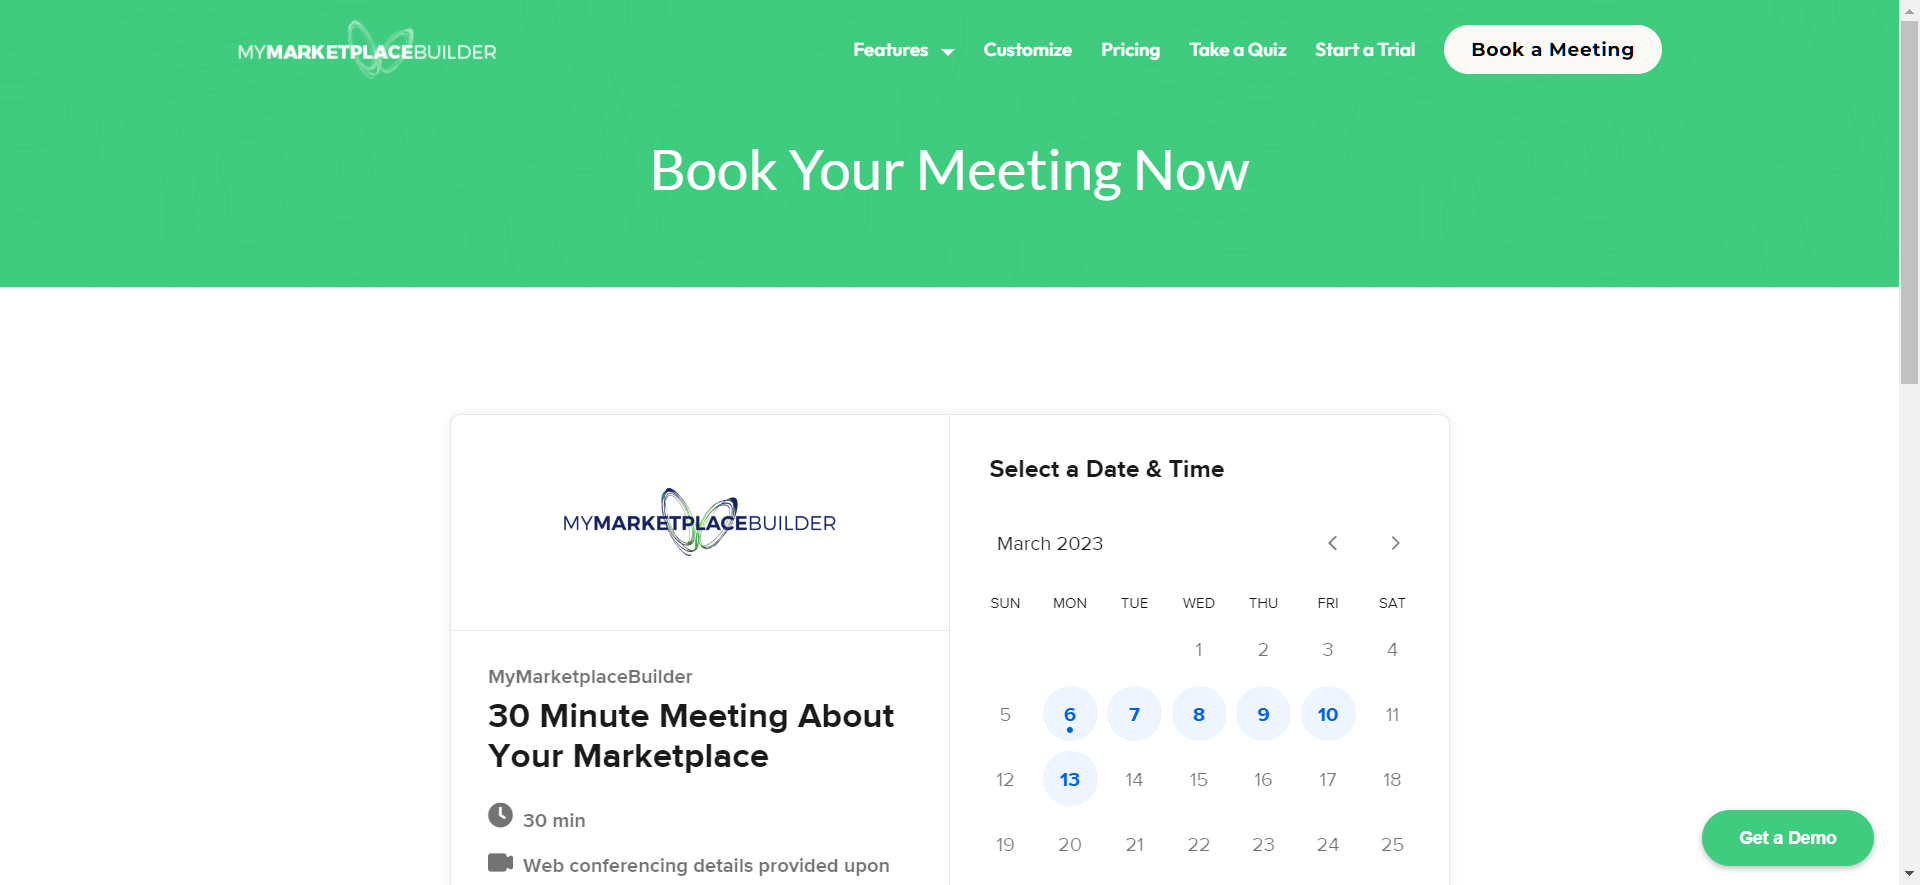 MYMARKETPLACEBUILDER
Features
Customize
Pricing
Take a Quiz
Start a Trial
Book a Meeting
Book Your Meeting Now
MYMARKETPLACEBUILDER
MyMarketplaceBuilder
30 Minute Meeting About
Your Marketplace
30 min
Web conferencing details provided upon
Select a Date & Time
March 2023
SUN MON TUE WED THU FRI SAT
1 2 3 4
5 6 7 8 9 10 11
12 13 14 15 16 17 18
19 20 21 22 23 24 25
Get a Demo